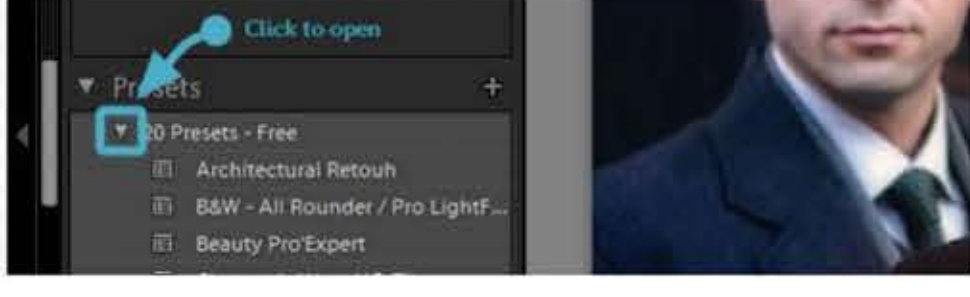 Click to open
Presets +
20 Presets - Free
Architectural Retouh
B&W - All Rounder / Pro LightF...
Beauty Pro'Expert